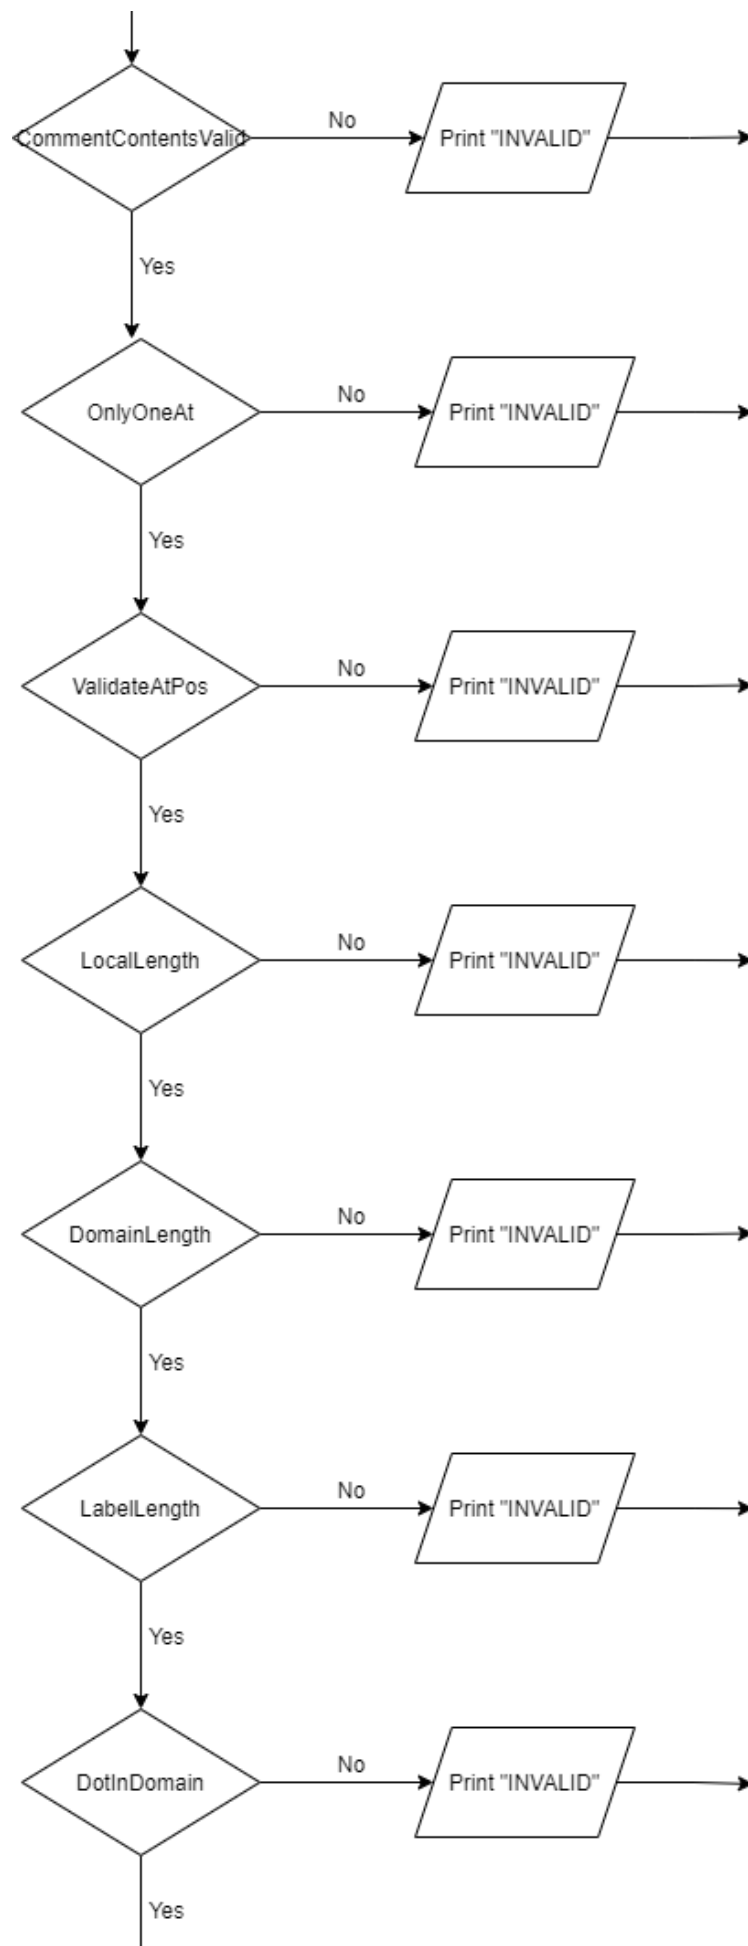 CommentContentsValid
No
Print "INVALID"
Yes
OnlyOneAt
No
Print "INVALID"
Yes
ValidateAtPos
No
Print "INVALID"
Yes
LocalLength
No
Print "INVALID"
Yes
DomainLength
No
Print "INVALID"
Yes
LabelLength
No
Print "INVALID"
Yes
DotInDomain
No
Print "INVALID"
Yes